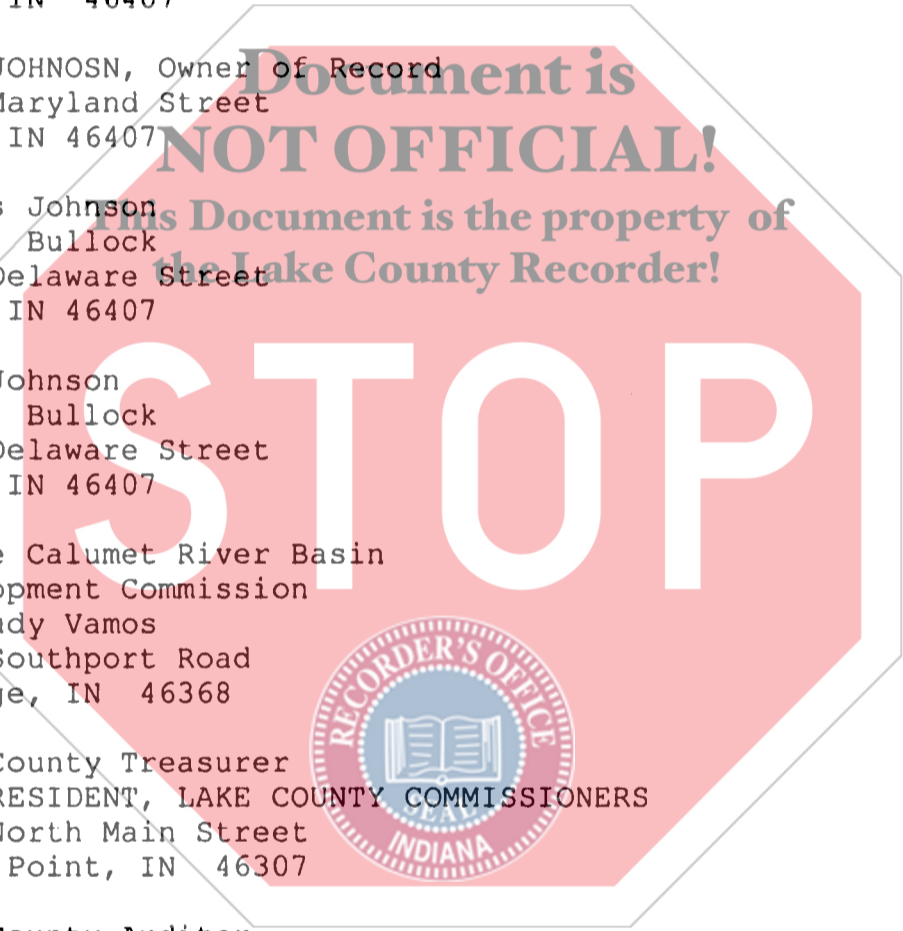 IN 46407
JOHNOSN, Owner of Record
Maryland Street
IN 46407
s Johnson
Bullock
Delaware Street
IN 46407
Johnson
Bullock
Delaware Street
IN 46407
e Calumet River Basin
opment Commission
ndy Vamos
Southport Road
ge, IN 46368
County Treasurer
RESIDENT, LAKE COUNTY COMMISSIONERS
North Main Street
Point, IN 46307
County Auditor
Document is
NOT OFFICIAL!
This Document is the property of
the Lake County Recorder!
STOP
RECORDER'S OFFICE
SEAL
INDIANA